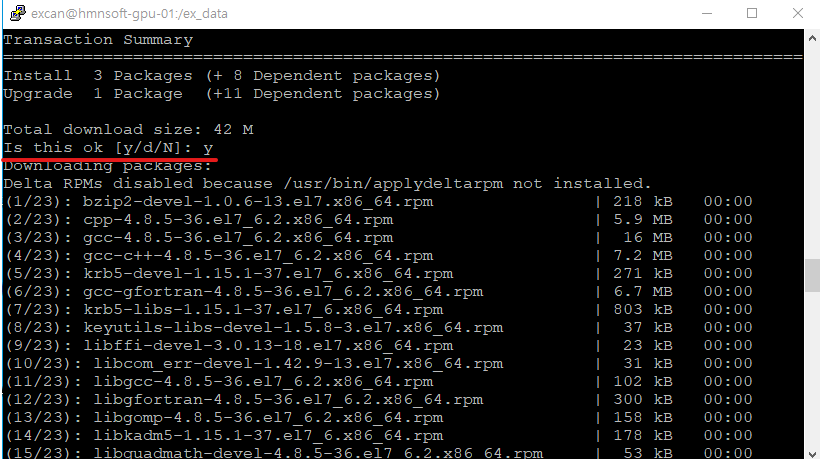 excan@hmnsoft-gpu-01:/ex_data
Transaction Summary
================================================================================
Install  3 Packages (+ 8 Dependent packages)
Upgrade  1 Package  (+11 Dependent packages)
Total download size: 42 M
Is this ok [y/d/N]: y
Downloading packages:
Delta RPMs disabled because /usr/bin/applydeltarpm not installed.
(1/23): bzip2-devel-1.0.6-13.el7.x86_64.rpm | 218 kB 00:00
(2/23): cpp-4.8.5-36.el7_6.2.x86_64.rpm | 5.9 MB 00:00
(3/23): gcc-4.8.5-36.el7_6.2.x86_64.rpm | 16 MB 00:00
(4/23): gcc-c++-4.8.5-36.el7_6.2.x86_64.rpm | 7.2 MB 00:00
(5/23): krb5-devel-1.15.1-37.el7_6.x86_64.rpm | 271 kB 00:00
(6/23): gcc-gfortran-4.8.5-36.el7_6.2.x86_64.rpm | 6.7 MB 00:00
(7/23): krb5-libs-1.15.1-37.el7_6.x86_64.rpm | 803 kB 00:00
(8/23): keyutils-libs-devel-1.5.8-3.el7.x86_64.rpm | 37 kB 00:00
(9/23): libffi-devel-3.0.13-18.el7.x86_64.rpm | 23 kB 00:00
(10/23): libcom_err-devel-1.42.9-13.el7.x86_64.rpm | 31 kB 00:00
(11/23): libgcc-4.8.5-36.el7_6.2.x86_64.rpm | 102 kB 00:00
(12/23): libgfortran-4.8.5-36.el7_6.2.x86_64.rpm | 300 kB 00:00
(13/23): libgomp-4.8.5-36.el7_6.2.x86_64.rpm | 158 kB 00:00
(14/23): libkadm5-1.15.1-37.el7_6.x86_64.rpm | 178 kB 00:00
(15/23): libquadmath-devel-4.8.5-36.el7_6.2.x86_64.rpm | 53 kB 00:00